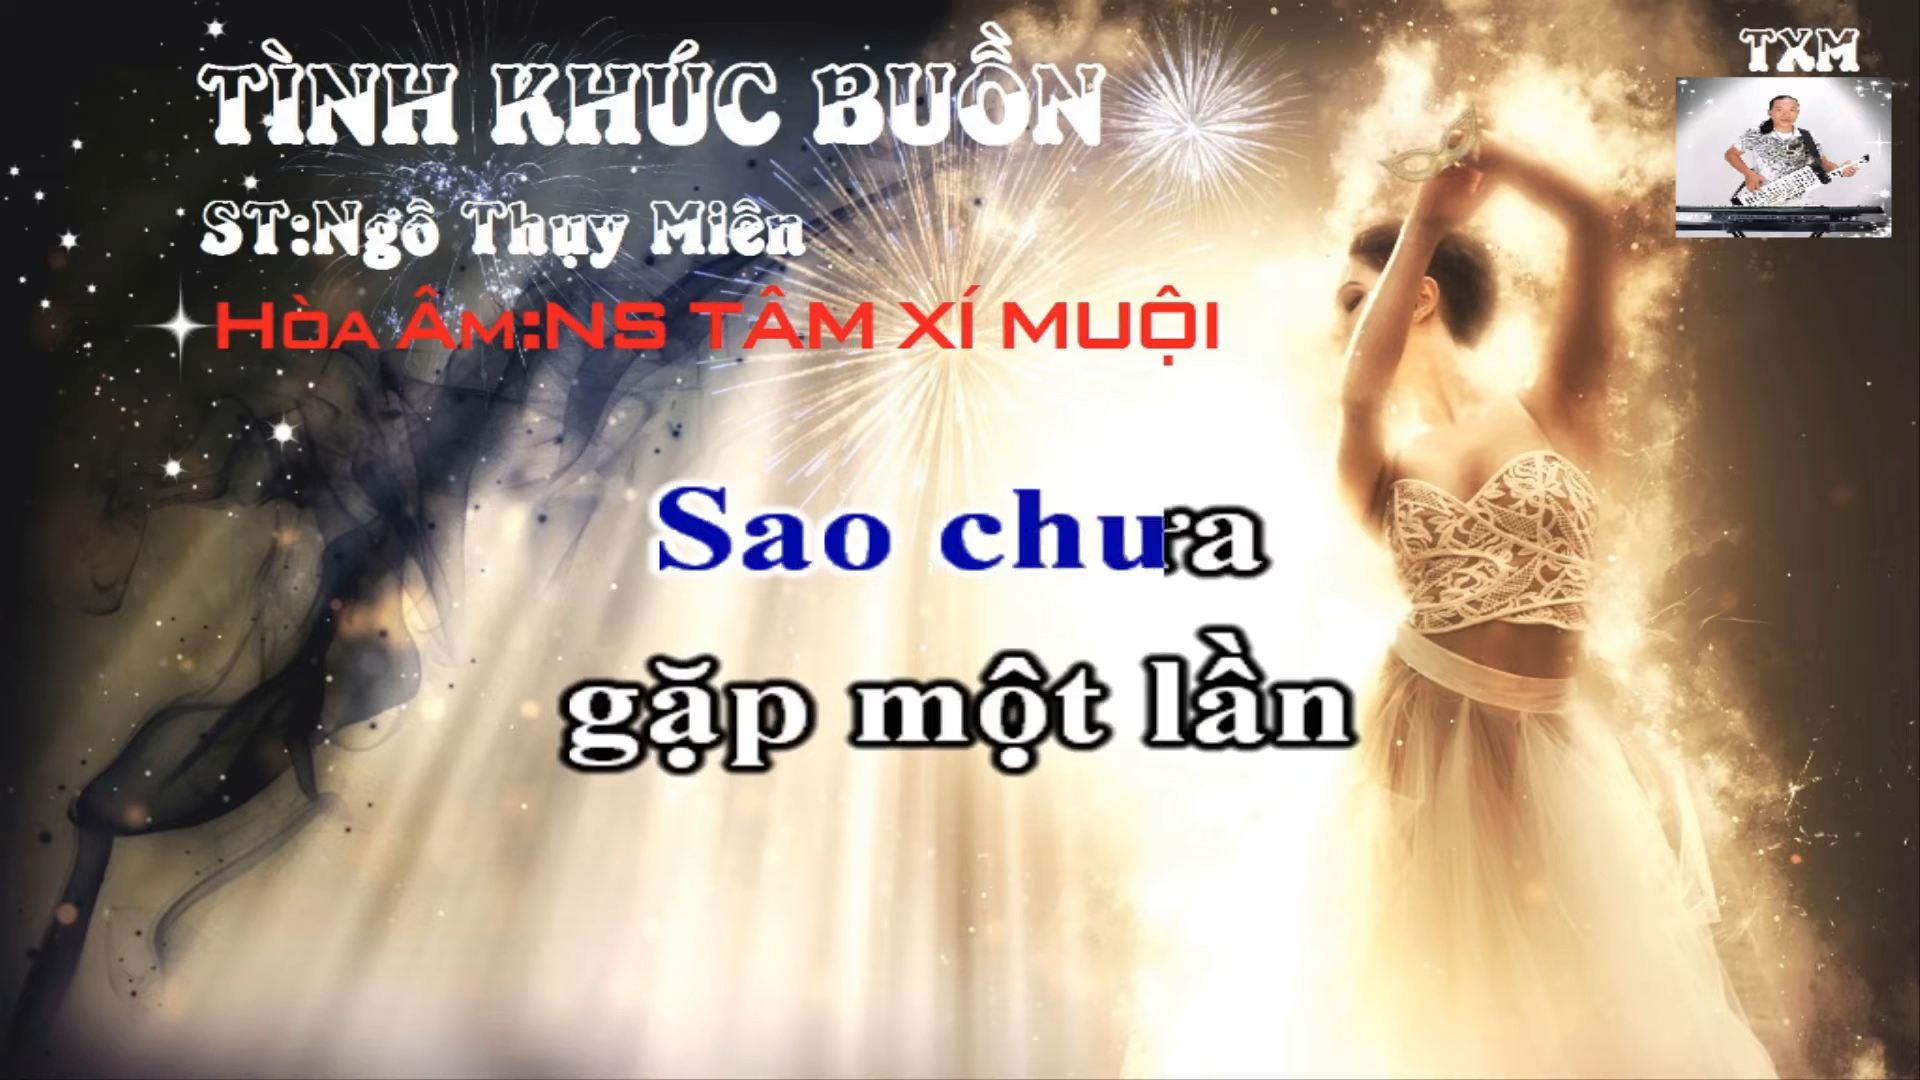 TÌNH KHÚC BUỒN
TXM
ST:Ngô Thụy Miên
HÒA ÂM:NS TÂM XÍ MUỘI
Sao chưa
gặp một lần